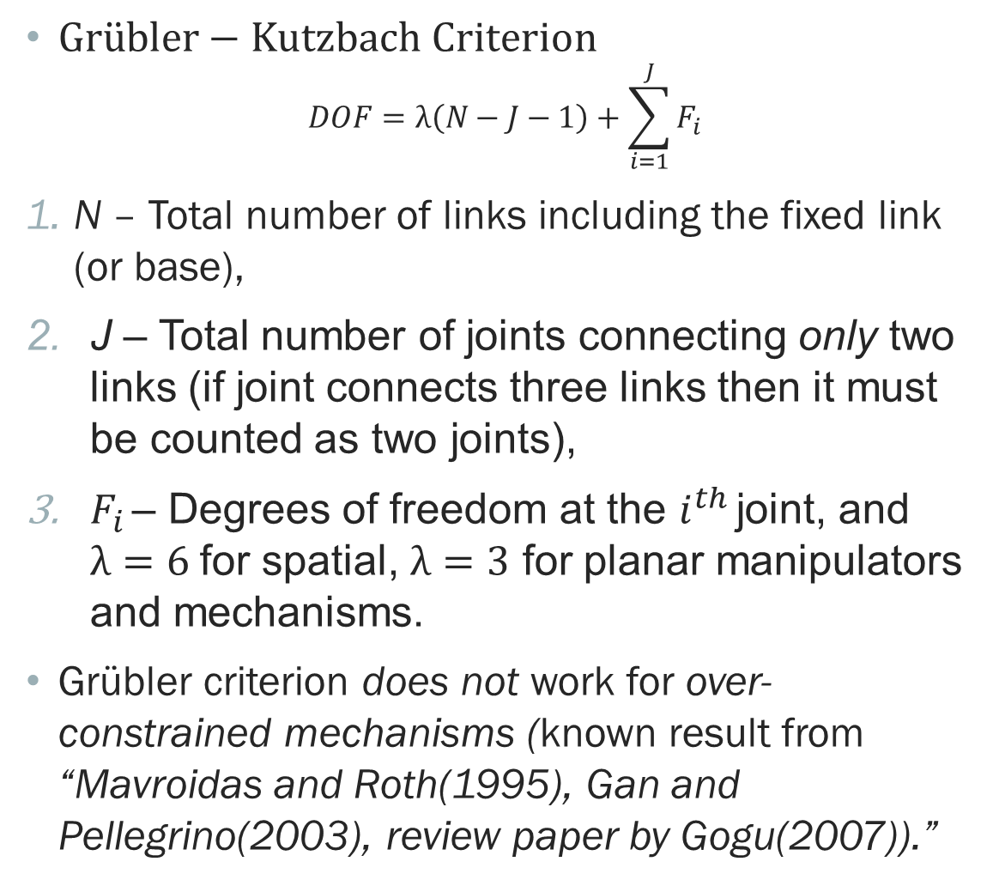 • Grübler – Kutzbach Criterion
DOF = λ(N − J − 1) + ∑_{i=1}^{J} F_i
1. N – Total number of links including the fixed link
(or base),
2. J – Total number of joints connecting only two
links (if joint connects three links then it must
be counted as two joints),
3. F_i – Degrees of freedom at the i^{th} joint, and
λ = 6 for spatial, λ = 3 for planar manipulators
and mechanisms.
• Grübler criterion does not work for over-
constrained mechanisms (known result from
“Mavroidas and Roth(1995), Gan and
Pellegrino(2003), review paper by Gogu(2007)).”